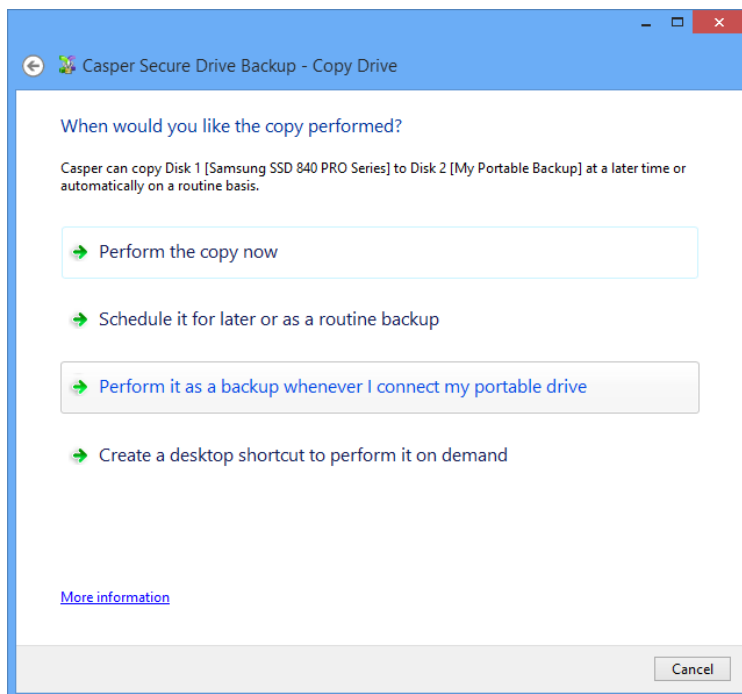 Casper Secure Drive Backup - Copy Drive
When would you like the copy performed?
Casper can copy Disk 1 [Samsung SSD 840 PRO Series] to Disk 2 [My Portable Backup] at a later time or
automatically on a routine basis.
Perform the copy now
Schedule it for later or as a routine backup
Perform it as a backup whenever I connect my portable drive
Create a desktop shortcut to perform it on demand
More information
Cancel